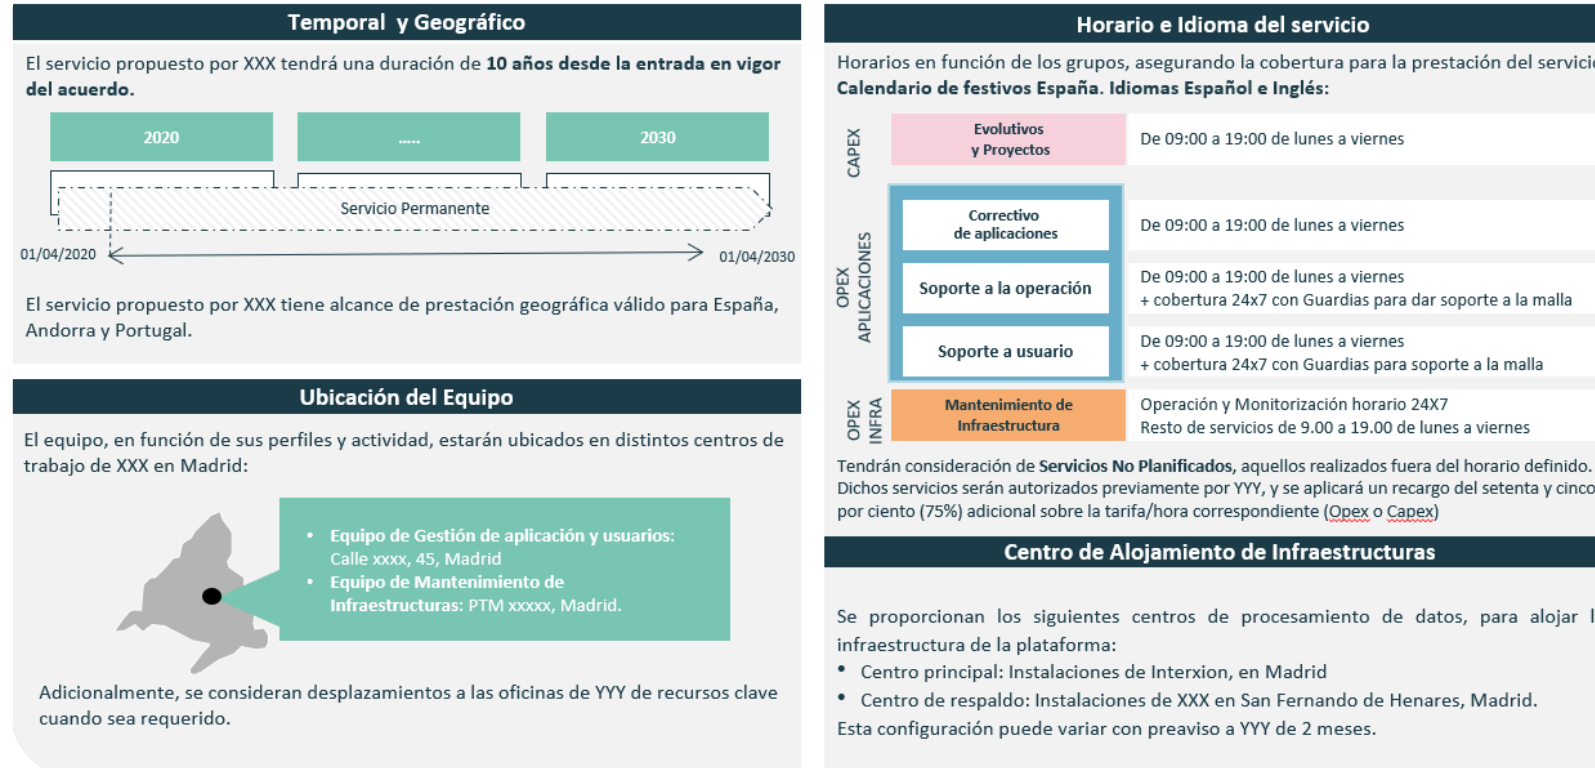 Temporal y Geográfico
El servicio propuesto por XXX tendrá una duración de 10 años desde la entrada en vigor
del acuerdo.
2020
.....
2030
Servicio Permanente
01/04/2020
01/04/2030
El servicio propuesto por XXX tiene alcance de prestación geográfica válido para España,
Andorra y Portugal.
Ubicación del Equipo
El equipo, en función de sus perfiles y actividad, estarán ubicados en distintos centros de
trabajo de XXX en Madrid:
• Equipo de Gestión de aplicación y usuarios:
Calle xxxx, 45, Madrid
• Equipo de Mantenimiento de
Infraestructuras: PTM xxxxx, Madrid.
Adicionalmente, se consideran desplazamientos a las oficinas de YYY de recursos clave
cuando sea requerido.
Horario e Idioma del servicio
Horarios en función de los grupos, asegurando la cobertura para la prestación del servicio
Calendario de festivos España. Idiomas Español e Inglés:
CAPEX
Evolutivos
y Proyectos
De 09:00 a 19:00 de lunes a viernes
OPEX
APLICACIONES
Correctivo
de aplicaciones
De 09:00 a 19:00 de lunes a viernes
Soporte a la operación
De 09:00 a 19:00 de lunes a viernes
+ cobertura 24x7 con Guardias para dar soporte a la malla
Soporte a usuario
De 09:00 a 19:00 de lunes a viernes
+ cobertura 24x7 con Guardias para soporte a la malla
OPEX
INFRA
Mantenimiento de
Infraestructura
Operación y Monitorización horario 24X7
Resto de servicios de 9.00 a 19.00 de lunes a viernes
Tendrán consideración de Servicios No Planificados, aquellos realizados fuera del horario definido.
Dichos servicios serán autorizados previamente por YYY, y se aplicará un recargo del setenta y cinco
por ciento (75%) adicional sobre la tarifa/hora correspondiente (Opex o Capex)
Centro de Alojamiento de Infraestructuras
Se proporcionan los siguientes centros de procesamiento de datos, para alojar
infraestructura de la plataforma:
• Centro principal: Instalaciones de Interxion, en Madrid
• Centro de respaldo: Instalaciones de XXX en San Fernando de Henares, Madrid.
Esta configuración puede variar con preaviso a YYY de 2 meses.